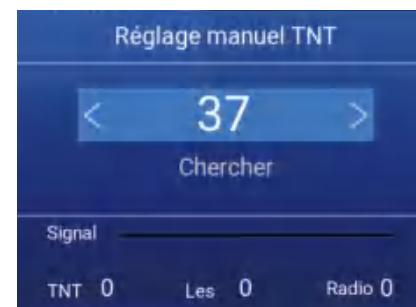 Réglage manuel TNT
< 37 >
Chercher
Signal
TNT 0 Les 0 Radio 0